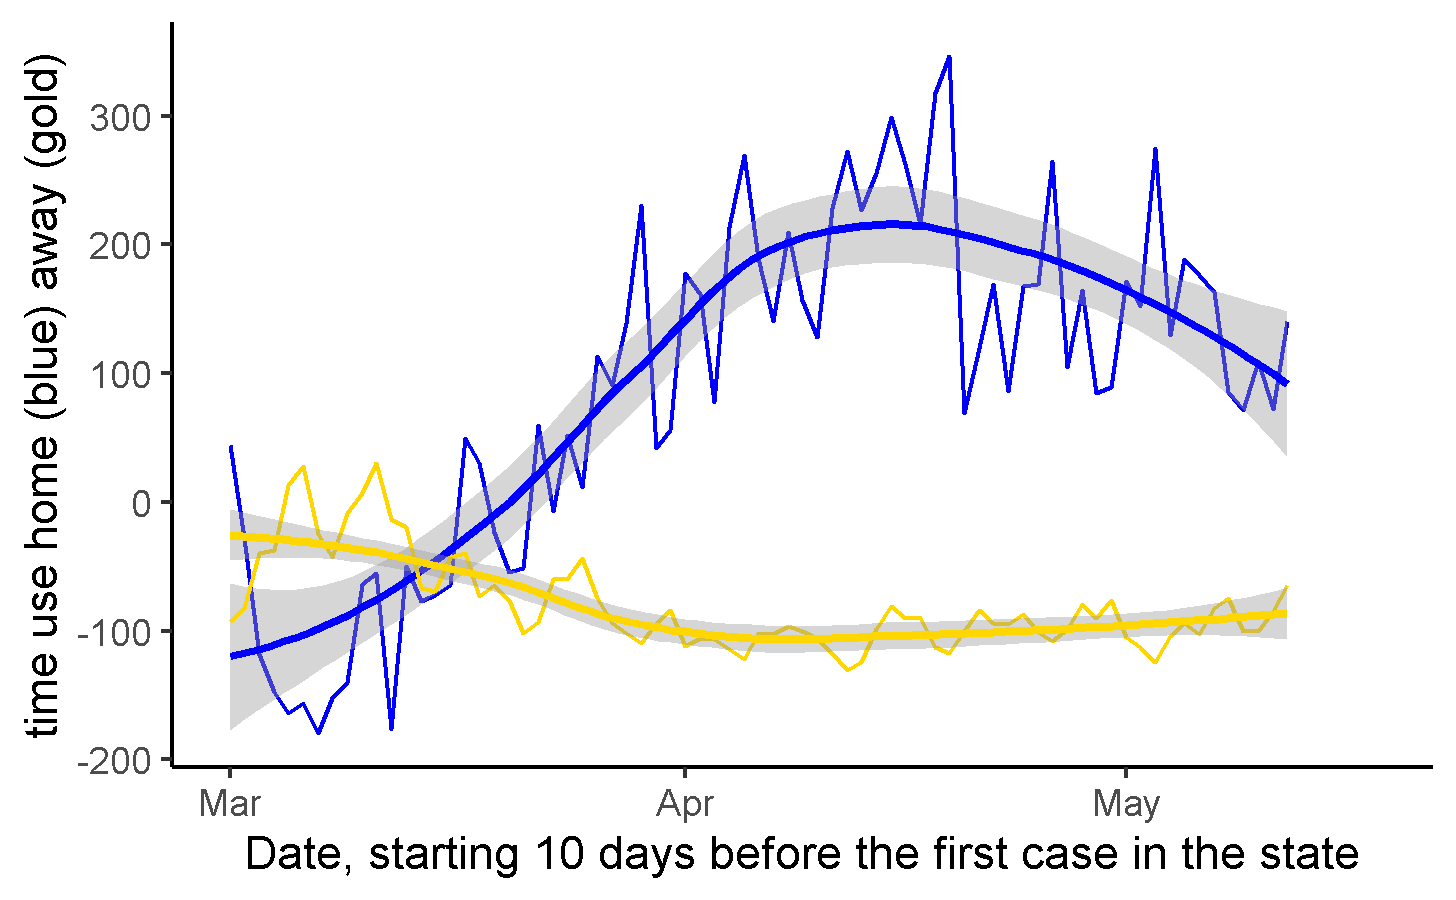 time use home (blue) away (gold)
300
200
100
0
-100
-200
Mar
Apr
May
Date, starting 10 days before the first case in the state